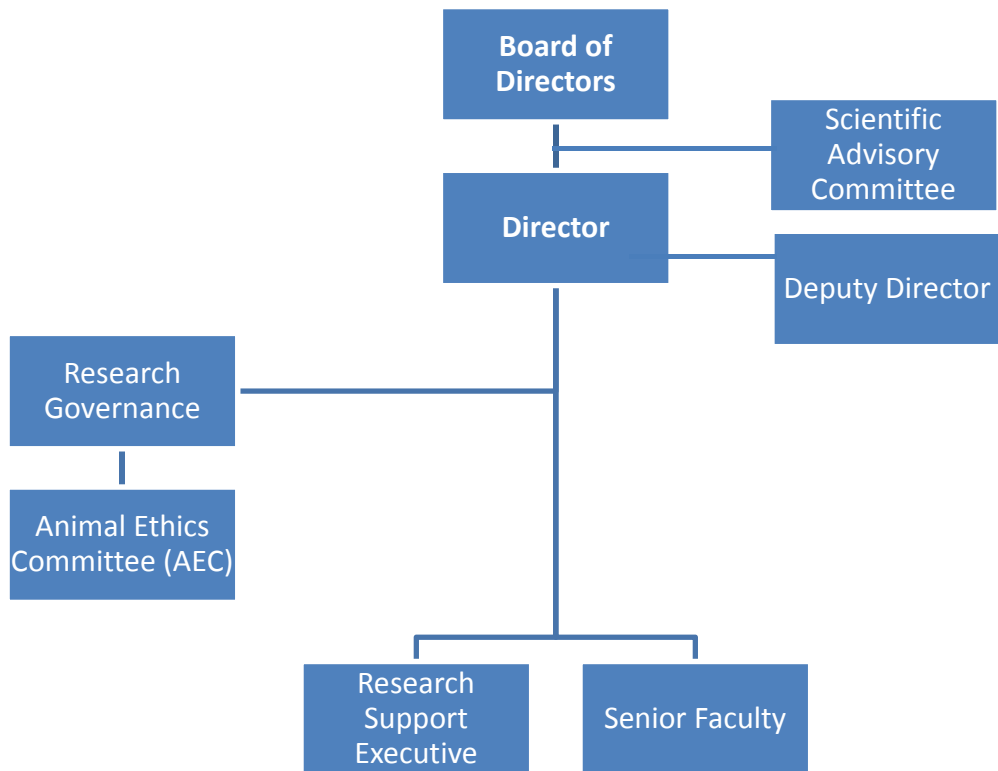 Board of
Directors
Scientific
Advisory
Committee
Director
Deputy Director
Research
Governance
Animal Ethics
Committee (AEC)
Research
Support
Executive
Senior Faculty